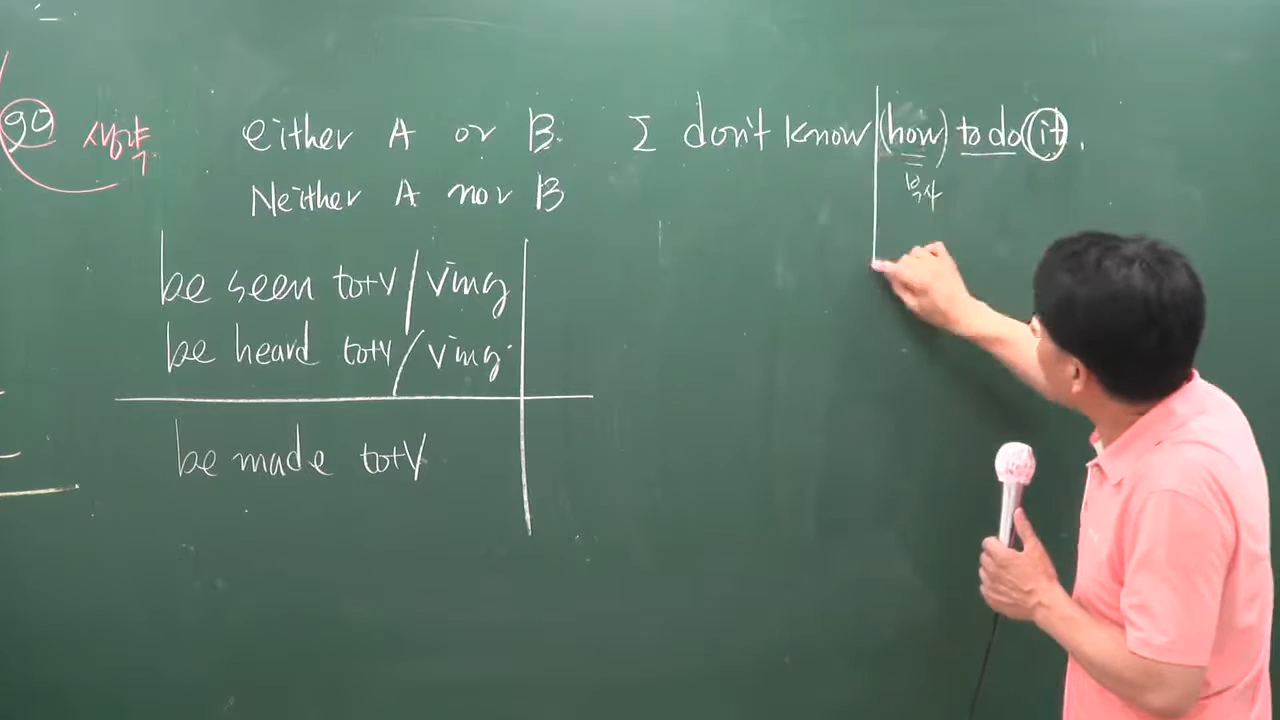 99 생략
either A or B.
Neither A nor B
be seen to+V / Ving
be heard to+V / Ving
be made to+V
I don't know (how) to do it.
부사